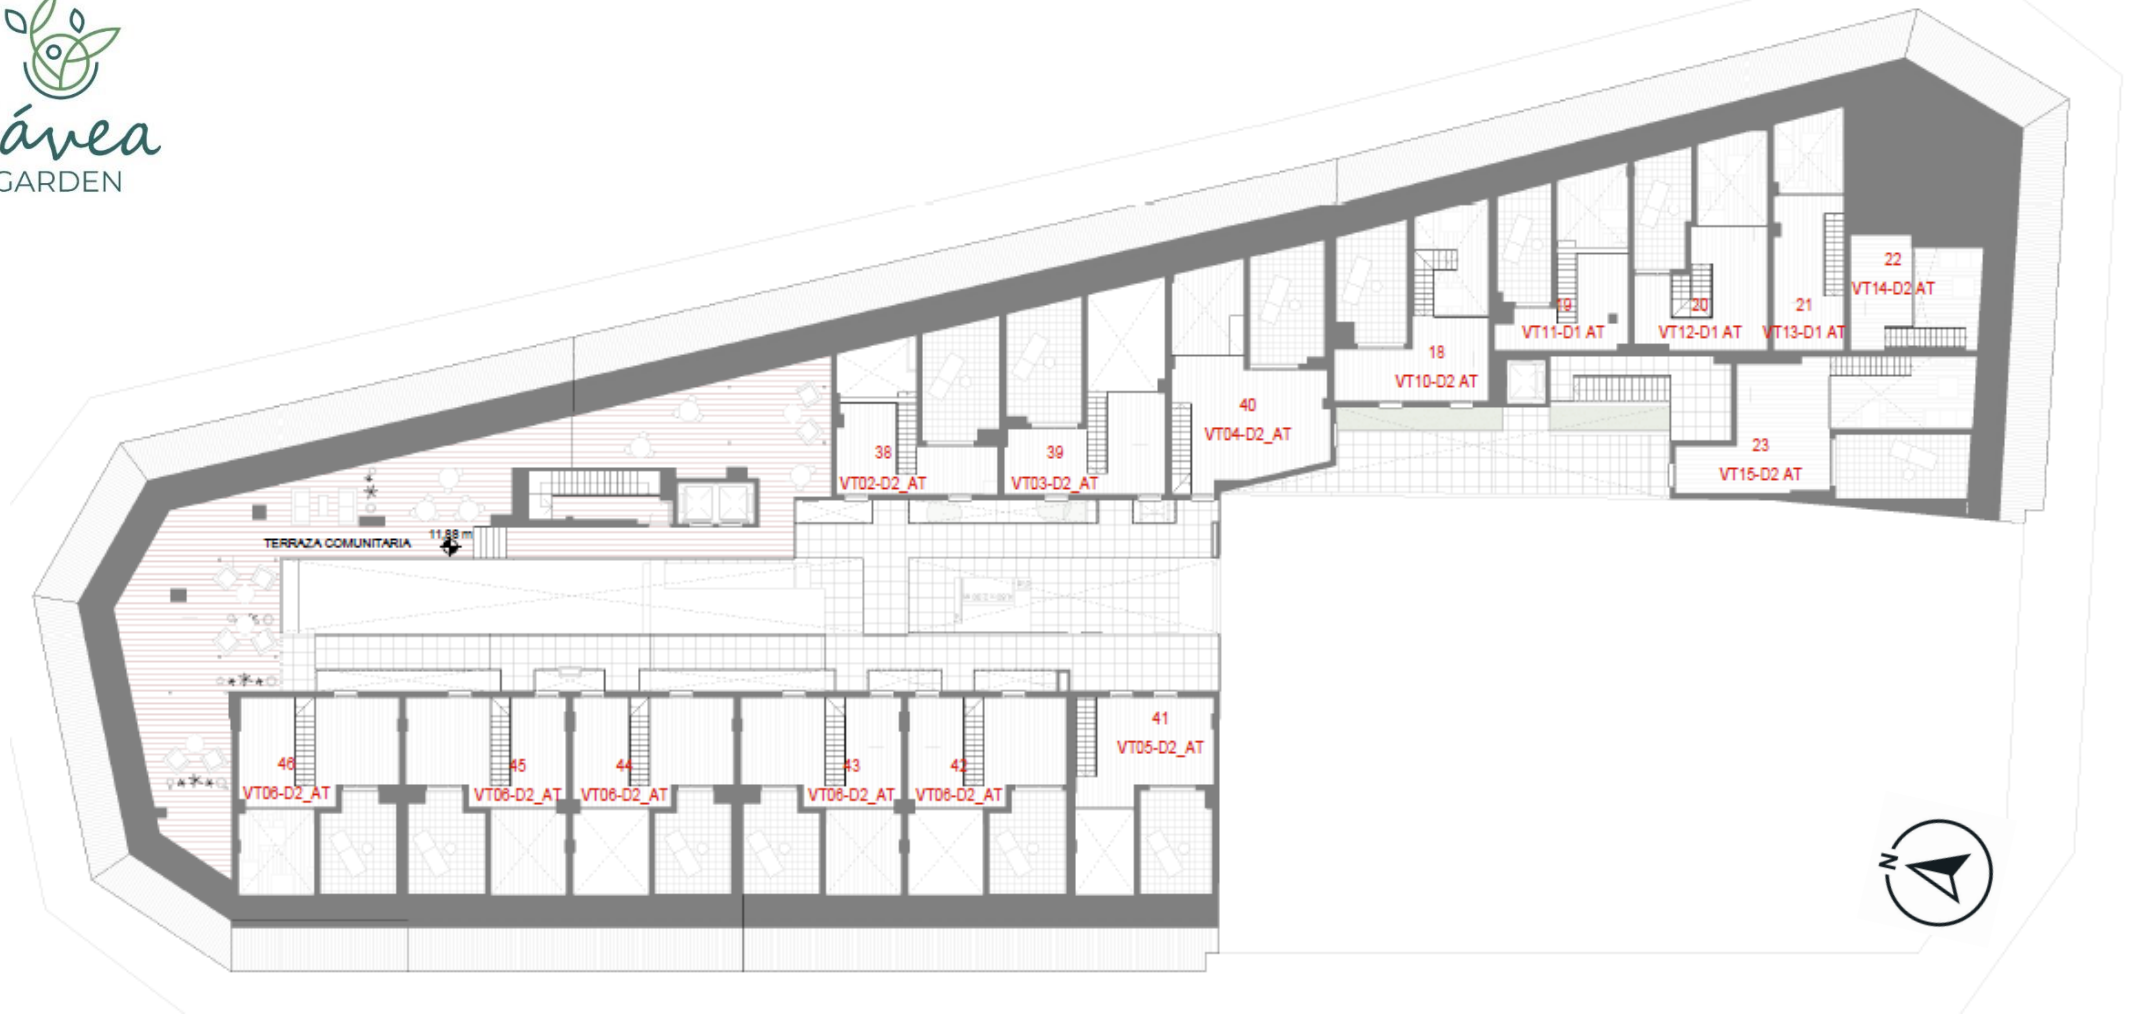 ávea
GARDEN
22
VT14-D2 AT
19
VT11-D1 AT
20
VT12-D1 AT
21
VT13-D1 AT
18
VT10-D2 AT
40
VT04-D2_AT
38
VT02-D2_AT
39
VT03-D2_AT
23
VT15-D2 AT
TERRAZA COMUNITARIA
11,88 m
41
VT05-D2_AT
46
VT06-D2_AT
45
VT06-D2_AT
44
VT06-D2_AT
43
VT06-D2_AT
42
VT06-D2_AT
N